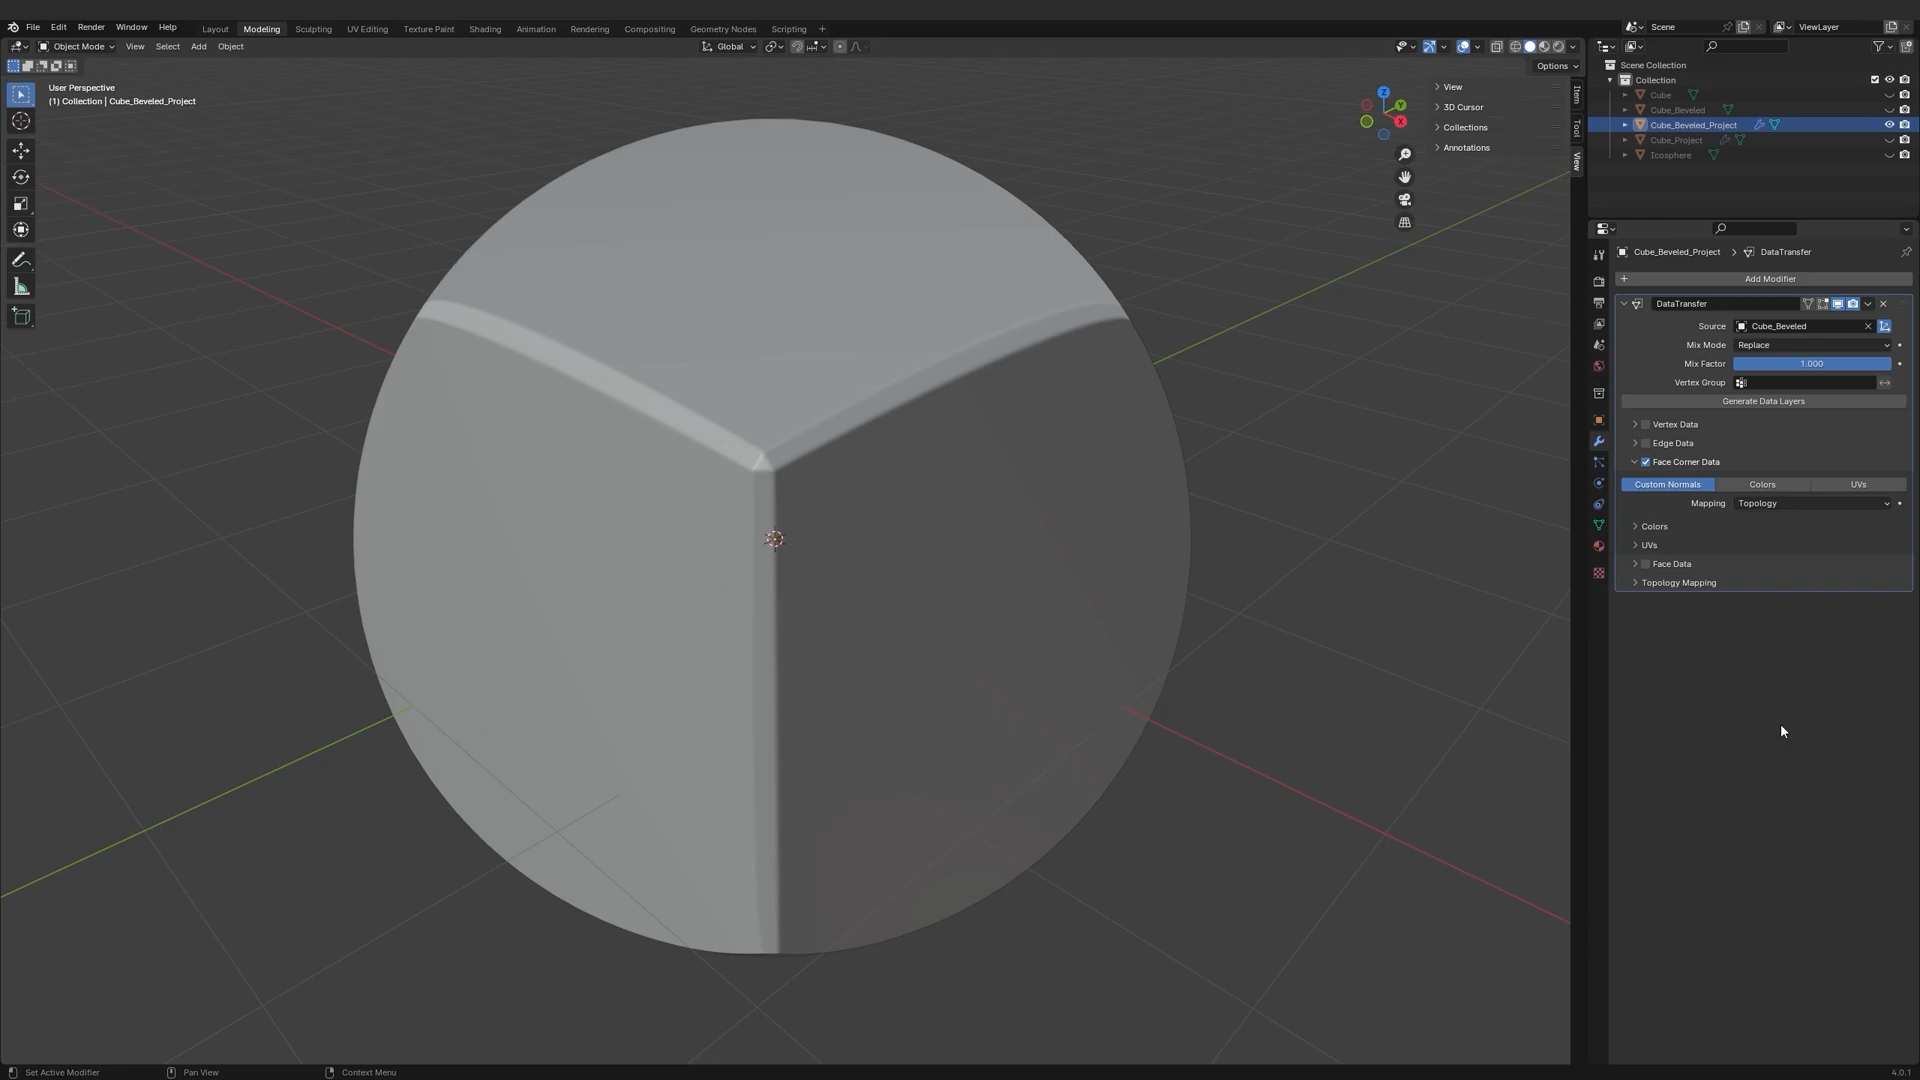 File Edit Render Window Help Layout Modeling Sculpting UV Editing Texture Paint Shading Animation Rendering Compositing Geometry Nodes Scripting + Scene ViewLayer
Object Mode View Select Add Object Global
Options
User Perspective
(1) Collection | Cube_Beveled_Project
Z
Y
X
View
3D Cursor
Collections
Annotations
Item
Tool
View
Scene Collection
Collection
Cube
Cube_Beveled
Cube_Beveled_Project
Cube_Project
Icosphere
Cube_Beveled_Project > DataTransfer
+ Add Modifier
DataTransfer
Source Cube_Beveled
Mix Mode Replace
Mix Factor 1.000
Vertex Group
Generate Data Layers
Vertex Data
Edge Data
Face Corner Data
Custom Normals Colors UVs
Mapping Topology
Colors
UVs
Face Data
Topology Mapping
Set Active Modifier Pan View Context Menu 4.0.1